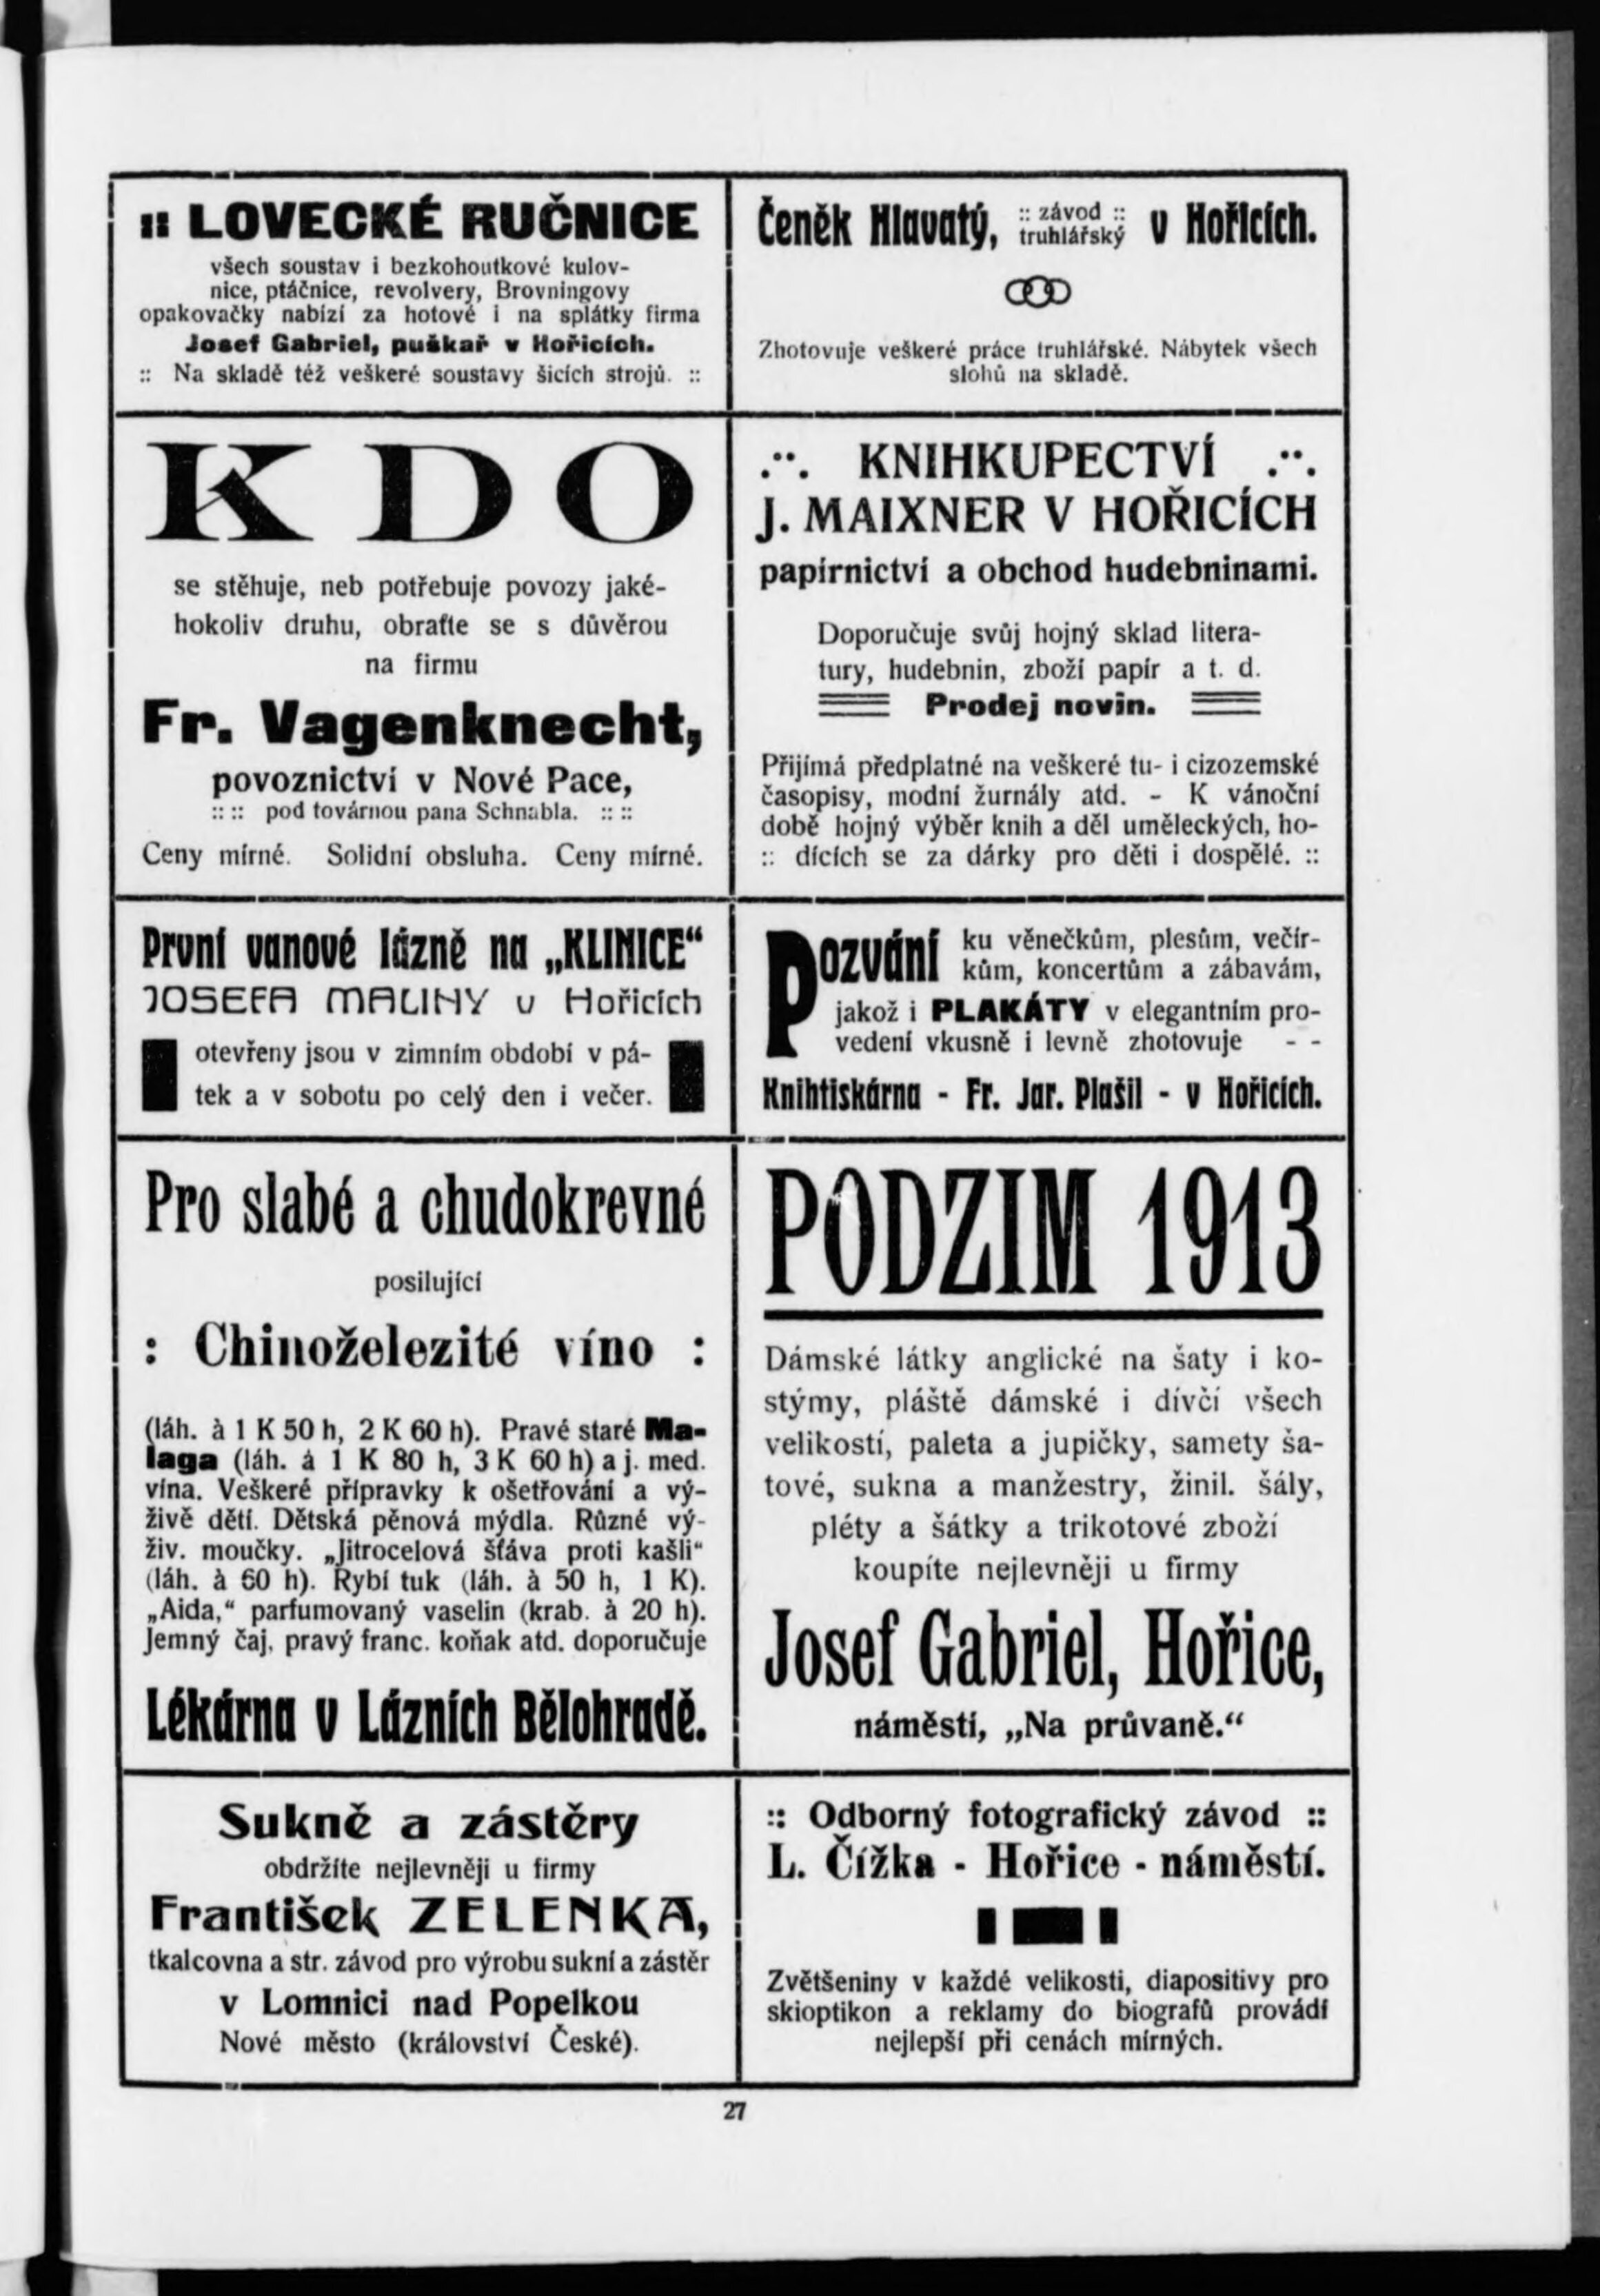 :: LOVECKÉ RUČNICE
všech soustav i bezkohoutkové kulov-
nice, ptáčnice, revolvery, Brovningovy
opakovačky nabízí za hotové i na splátky firma
Josef Gabriel, puškař v Hořicích.
:: Na skladě též veškeré soustavy šicích strojů. ::
Čeněk Hlavatý, :: závod :: truhlářský v Hořicích.
Zhotovuje veškeré práce truhlářské. Nábytek všech
slohů na skladě.
KDO
se stěhuje, neb potřebuje povozy jaké-
hokoliv druhu, obraťte se s důvěrou
na firmu
Fr. Vagenknecht,
povoznictví v Nové Pace,
:: :: pod továrnou pana Schnabla. :: ::
Ceny mírné. Solidní obsluha. Ceny mírné.
KNIHKUPECTVÍ
J. MAIXNER V HOŘICÍCH
papírnictví a obchod hudebninami.
Doporučuje svůj hojný sklad litera-
tury, hudebnin, zboží papír a t. d.
Prodej novin.
Přijímá předplatné na veškeré tu- i cizozemské
časopisy, modní žurnály atd. - K vánoční
době hojný výběr knih a děl uměleckých, ho-
:: dících se za dárky pro děti i dospělé. ::
První vanové lázně na „KLINICE“
JOSEFA MALINY v Hořicích
otevřeny jsou v zimním období v pá-
tek a v sobotu po celý den i večer.
Pozvání ku věnečkům, plesům, večír-
kům, koncertům a zábavám,
jakož i PLAKÁTY v elegantním pro-
vedení vkusně i levně zhotovuje - -
Knihtiskárna - Fr. Jar. Plašil - v Hořicích.
Pro slabé a chudokrevné
posilující
: Chinoželezité víno :
(láh. à 1 K 50 h, 2 K 60 h). Pravé staré Ma-
laga (láh. à 1 K 80 h, 3 K 60 h) a j. med.
vína. Veškeré přípravky k ošetřování a vý-
živě dětí. Dětská pěnová mýdla. Různé vý-
živ. moučky. „Jitrocelová šťáva proti kašli“
(láh. à 60 h). Rybí tuk (láh. à 50 h, 1 K).
„Aida,“ parfumovaný vaselin (krab. à 20 h).
Jemný čaj, pravý franc. koňak atd. doporučuje
Lékárna v Lázních Bělohradě.
PODZIM 1913
Dámské látky anglické na šaty i ko-
stýmy, pláště dámské i dívčí všech
velikostí, paleta a jupičky, samety ša-
tové, sukna a manžestry, žinil. šály,
pléty a šátky a trikotové zboží
koupíte nejlevněji u firmy
Josef Gabriel, Hořice,
náměstí, „Na průvaně.“
Sukně a zástěry
obdržíte nejlevněji u firmy
František ZELENKA,
tkalcovna a str. závod pro výrobu sukní a zástěr
v Lomnici nad Popelkou
Nové město (království České).
:: Odborný fotografický závod ::
L. Čížka - Hořice - náměstí.
Zvětšeniny v každé velikosti, diapositivy pro
skioptikon a reklamy do biografů provádí
nejlepší při cenách mírných.
27